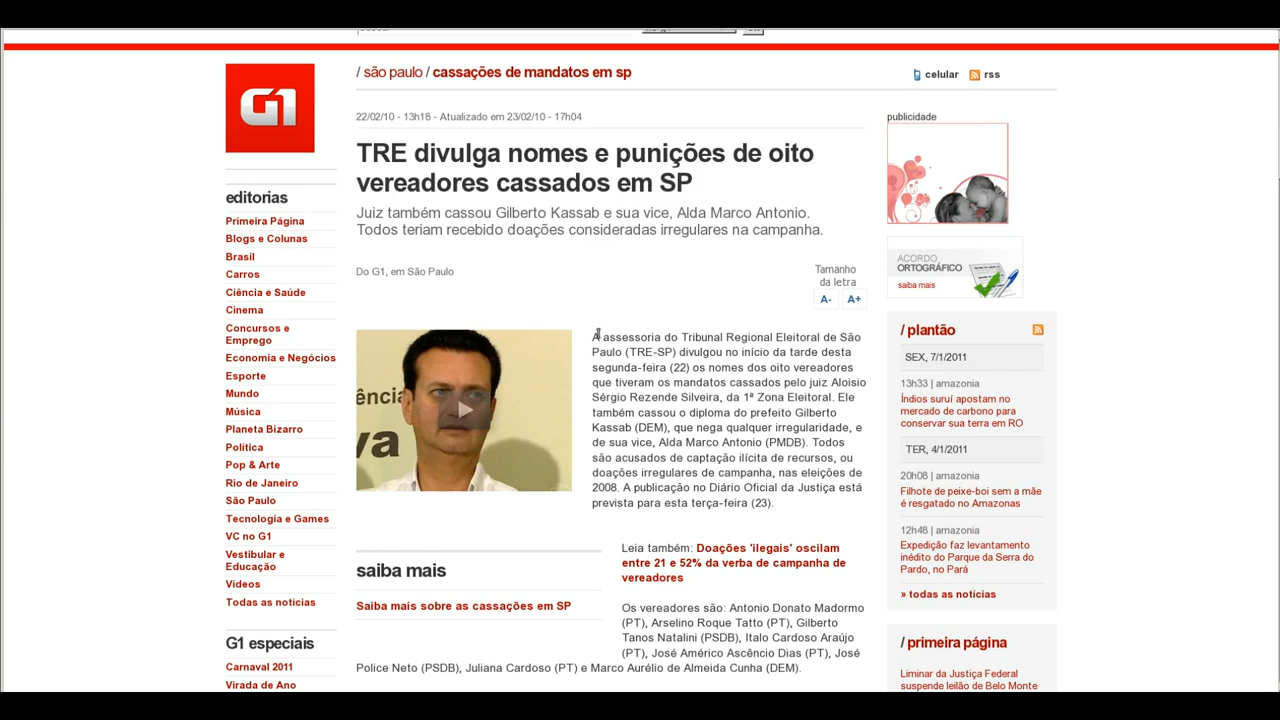 / são paulo / cassações de mandatos em sp
celular rss
G1
22/02/10 - 13h18 - Atualizado em 23/02/10 - 17h04
TRE divulga nomes e punições de oito
vereadores cassados em SP
Juiz também cassou Gilberto Kassab e sua vice, Alda Marco Antonio.
Todos teriam recebido doações consideradas irregulares na campanha.
Do G1, em São Paulo
Tamanho
da letra
A- A+
A assessoria do Tribunal Regional Eleitoral de São
Paulo (TRE-SP) divulgou no início da tarde desta
segunda-feira (22) os nomes dos oito vereadores
que tiveram os mandatos cassados pelo juiz Aloisio
Sérgio Rezende Silveira, da 1ª Zona Eleitoral. Ele
também cassou o diploma do prefeito Gilberto
Kassab (DEM), que nega qualquer irregularidade, e
de sua vice, Alda Marco Antonio (PMDB). Todos
são acusados de captação ilícita de recursos, ou
doações irregulares de campanha, nas eleições de
2008. A publicação no Diário Oficial da Justiça está
prevista para esta terça-feira (23).
saiba mais
Saiba mais sobre as cassações em SP
Leia também: Doações 'ilegais' oscilam
entre 21 e 52% da verba de campanha de
vereadores
Os vereadores são: Antonio Donato Madormo
(PT), Arselino Roque Tatto (PT), Gilberto
Tanos Natalini (PSDB), Italo Cardoso Araújo
(PT), José Américo Ascêncio Dias (PT), José
Police Neto (PSDB), Juliana Cardoso (PT) e Marco Aurélio de Almeida Cunha (DEM).
editorias
Primeira Página
Blogs e Colunas
Brasil
Carros
Ciência e Saúde
Cinema
Concursos e
Emprego
Economia e Negócios
Esporte
Mundo
Música
Planeta Bizarro
Política
Pop & Arte
Rio de Janeiro
São Paulo
Tecnologia e Games
VC no G1
Vestibular e
Educação
Vídeos
Todas as notícias
G1 especiais
Carnaval 2011
Virada de Ano
publicidade
ACORDO
ORTOGRÁFICO
saiba mais
/ plantão
SEX, 7/1/2011
13h33 | amazonia
Índios suruí apostam no
mercado de carbono para
conservar sua terra em RO
TER, 4/1/2011
20h08 | amazonia
Filhote de peixe-boi sem a mãe
é resgatado no Amazonas
12h48 | amazonia
Expedição faz levantamento
inédito do Parque da Serra do
Pardo, no Pará
» todas as notícias
/ primeira página
Liminar da Justiça Federal
suspende leilão de Belo Monte